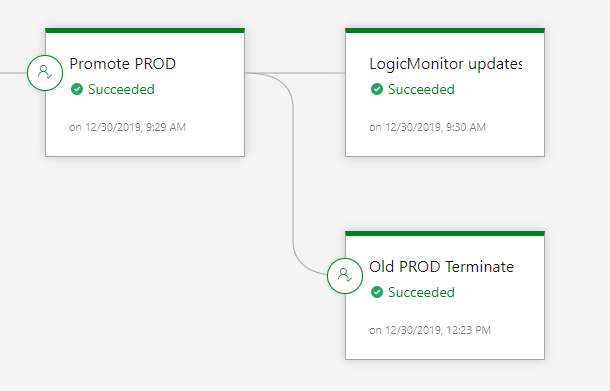 Promote PROD
Succeeded
on 12/30/2019, 9:29 AM
LogicMonitor updates
Succeeded
on 12/30/2019, 9:30 AM
Old PROD Terminate
Succeeded
on 12/30/2019, 12:23 PM